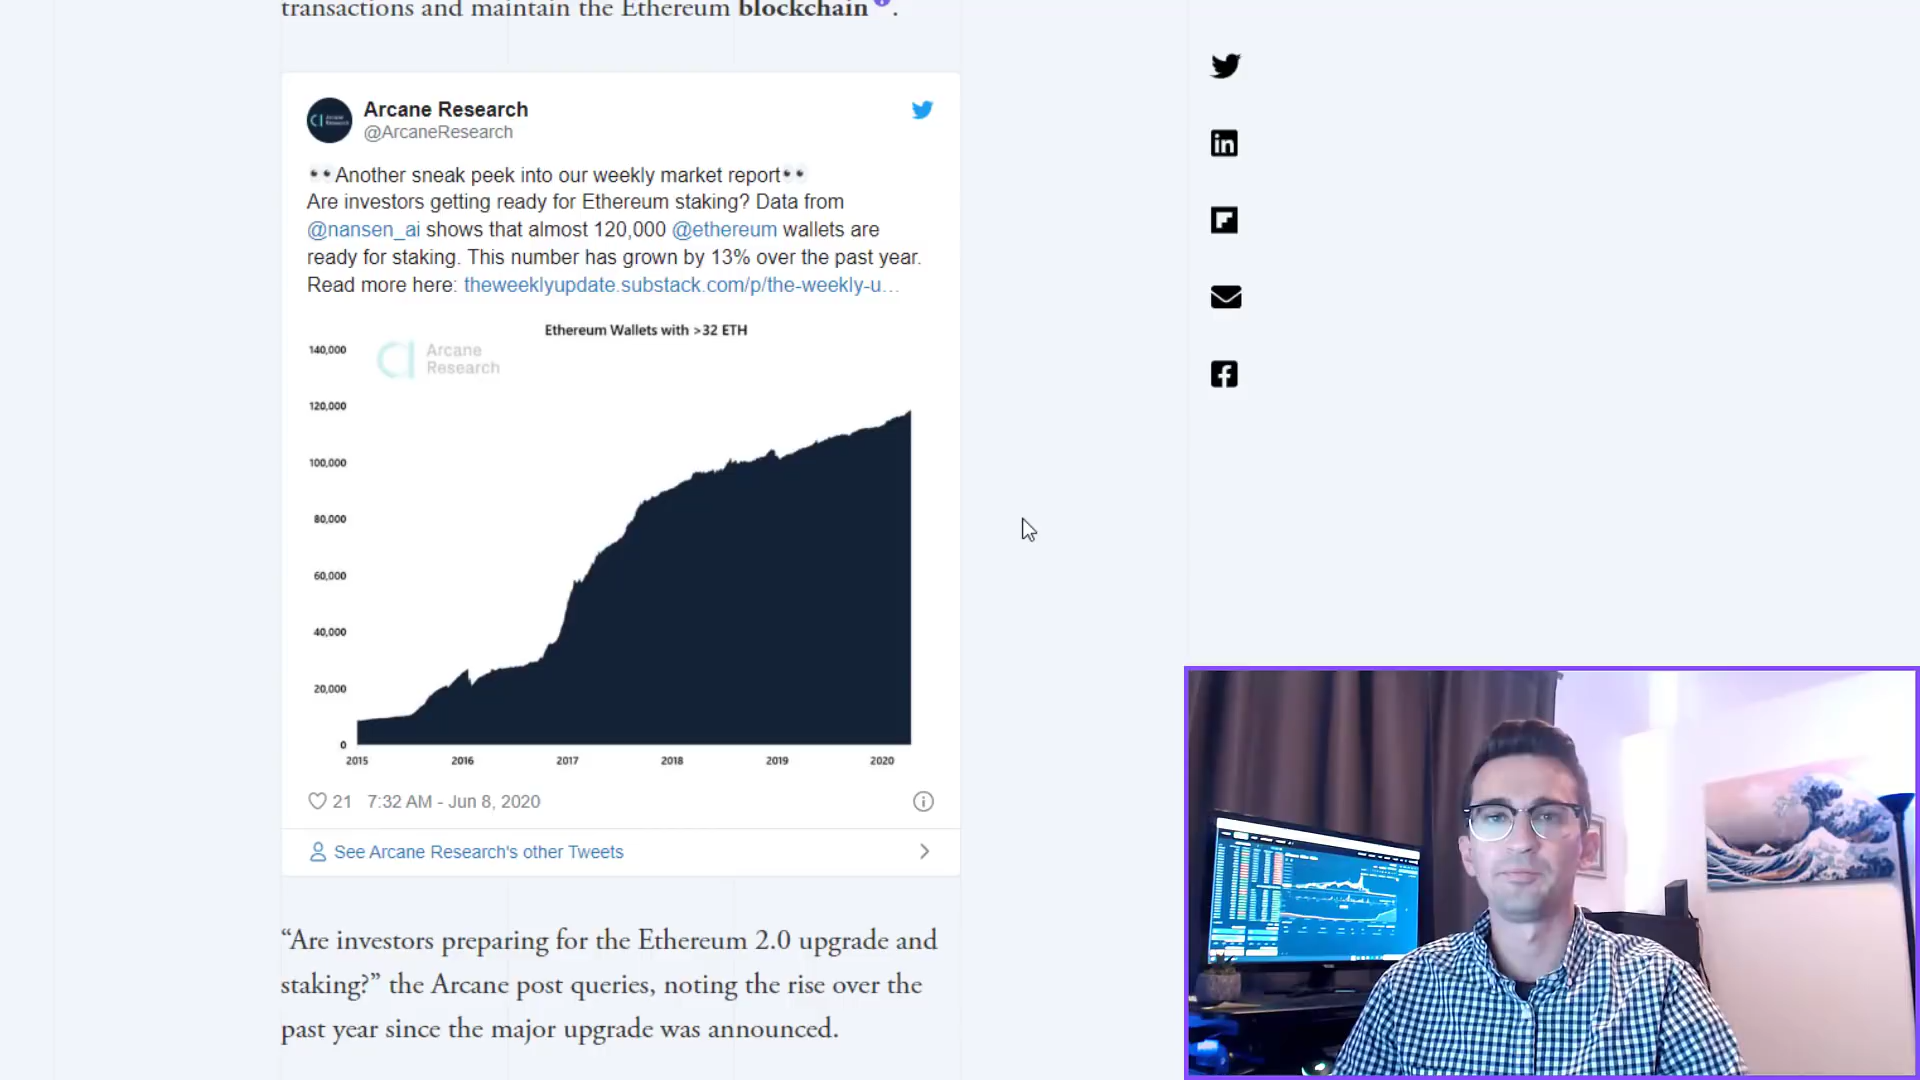 transactions and maintain the Ethereum blockchain.
Arcane Research
@ArcaneResearch
👀Another sneak peek into our weekly market report👀
Are investors getting ready for Ethereum staking? Data from
@nansen_ai shows that almost 120,000 @ethereum wallets are
ready for staking. This number has grown by 13% over the past year.
Read more here: theweeklyupdate.substack.com/p/the-weekly-u…
Ethereum Wallets with >32 ETH
Arcane
Research
140,000
120,000
100,000
80,000
60,000
40,000
20,000
0
2015 2016 2017 2018 2019 2020
21 7:32 AM - Jun 8, 2020
See Arcane Research's other Tweets
“Are investors preparing for the Ethereum 2.0 upgrade and
staking?” the Arcane post queries, noting the rise over the
past year since the major upgrade was announced.